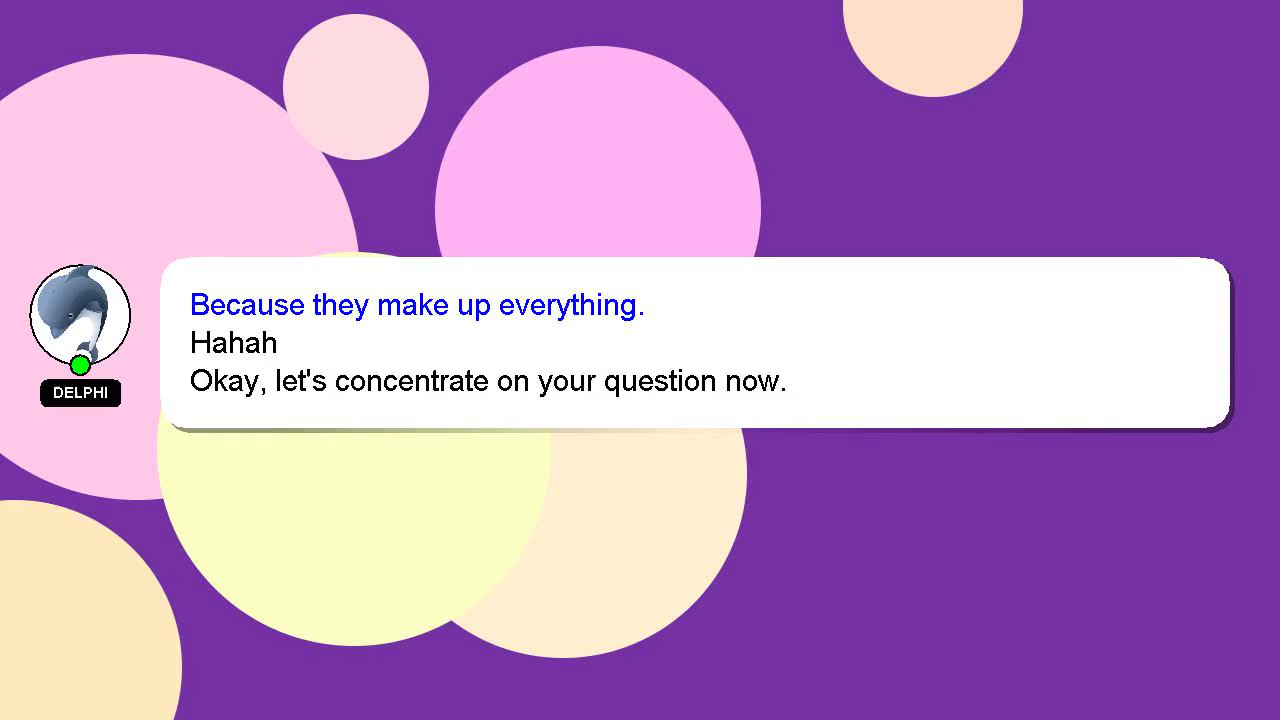 Because they make up everything.
Hahah
Okay, let's concentrate on your question now.
DELPHI